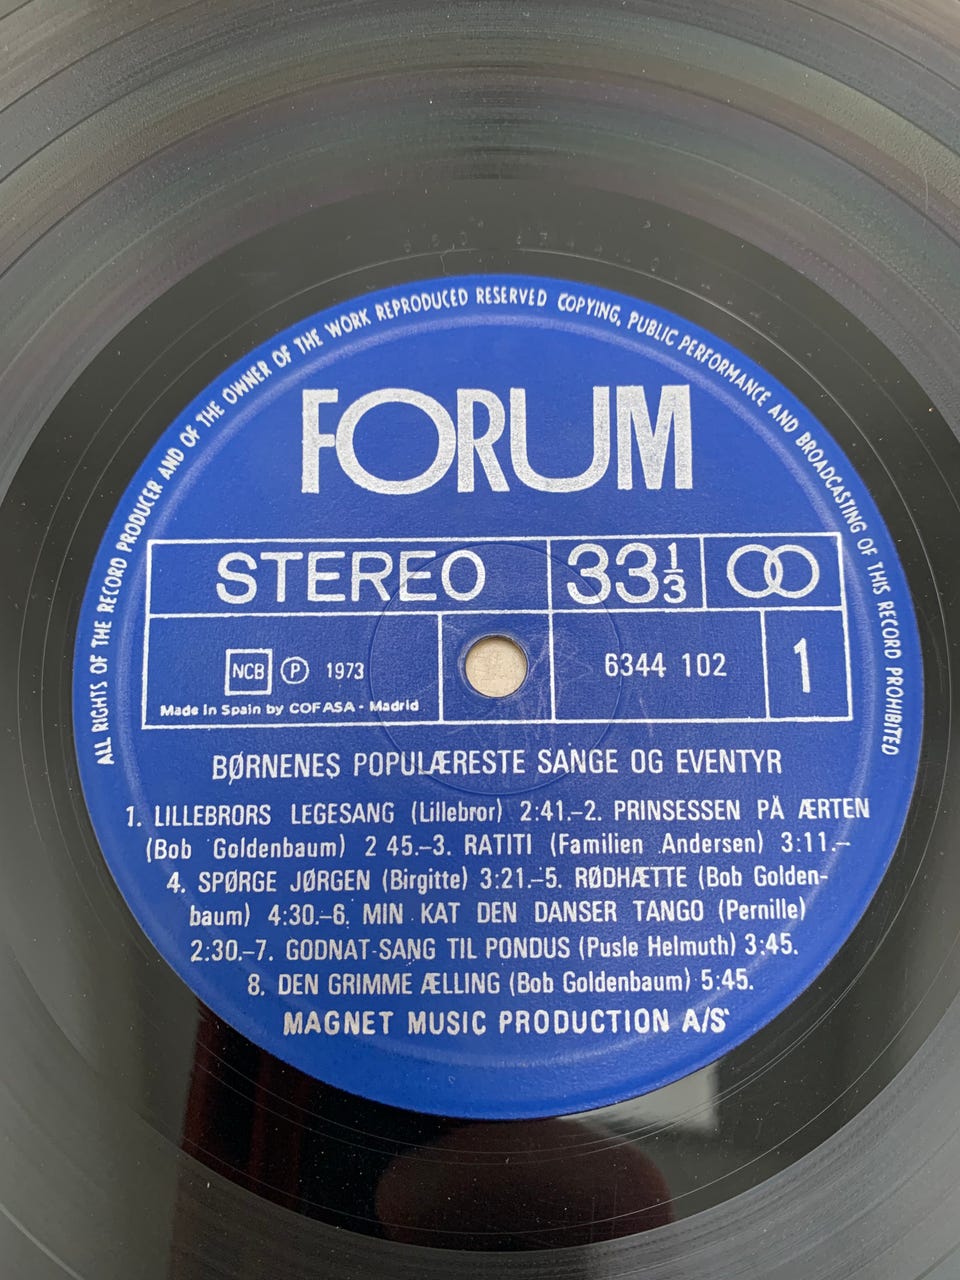 ALL RIGHTS OF THE RECORD PRODUCER AND OF THE OWNER OF THE WORK REPRODUCED RESERVED COPYING, PUBLIC PERFORMANCE AND BROADCASTING OF THIS RECORD PROHIBITED
FORUM
STEREO 33 1/3
NCB Ⓟ 1973 6344 102 1
Made in Spain by COFASA - Madrid
BØRNENES POPULÆRESTE SANGE OG EVENTYR
1. LILLEBRORS LEGESANG (Lillebror) 2:41.-2. PRINSESSEN PÅ ÆRTEN
(Bob Goldenbaum) 2 45.-3. RATITI (Familien Andersen) 3:11.-
4. SPØRGE JØRGEN (Birgitte) 3:21.-5. RØDHÆTTE (Bob Golden-
baum) 4:30.-6. MIN KAT DEN DANSER TANGO (Pernille)
2:30.-7. GODNAT-SANG TIL PONDUS (Pusle Helmuth) 3:45.
8. DEN GRIMME ÆLLING (Bob Goldenbaum) 5:45.
MAGNET MUSIC PRODUCTION A/S